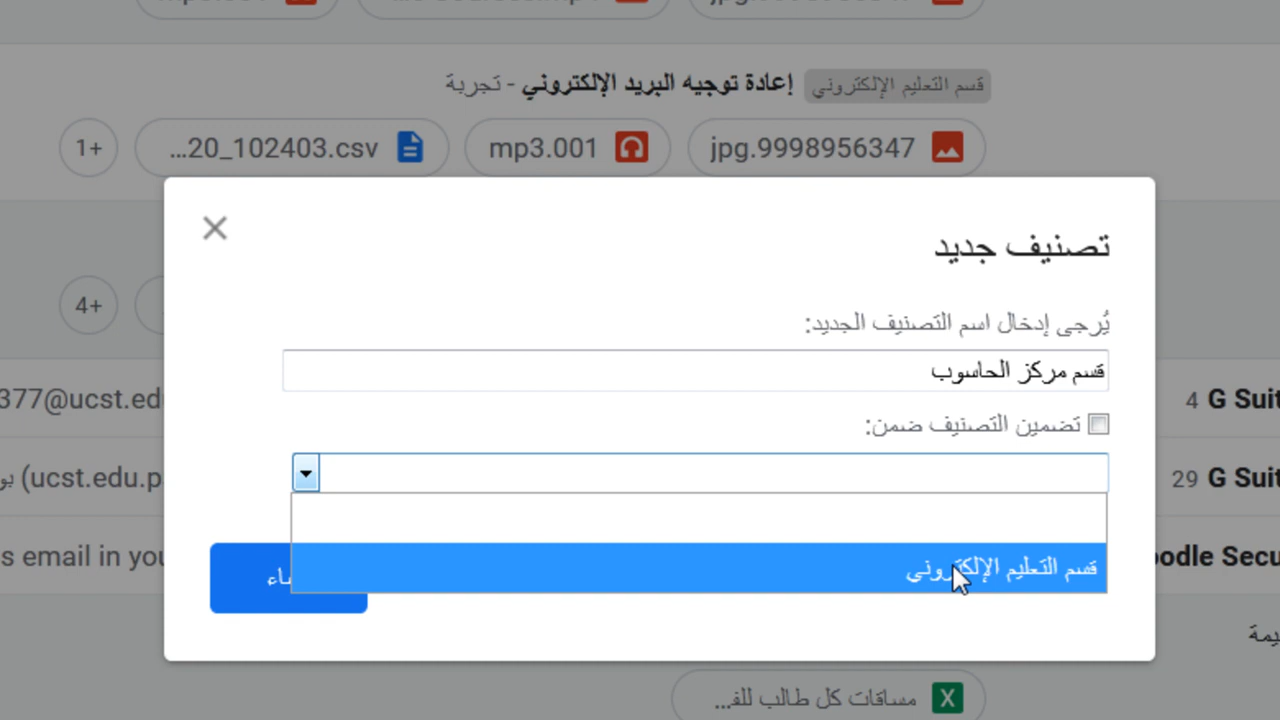 قسم التعليم الإلكتروني إعادة توجيه البريد الإلكتروني - تجربة
jpg.9998956347
mp3.001
...20_102403.csv
1+
تصنيف جديد
يُرجى إدخال اسم التصنيف الجديد:
قسم مركز الحاسوب
تضمين التصنيف ضمن:
قسم التعليم الإلكتروني
4+
4 G Suit
377@ucst.ed
29 G Suit
(ucst.edu.p
oodle Secu
s email in you
مساقات كل طالب للف...